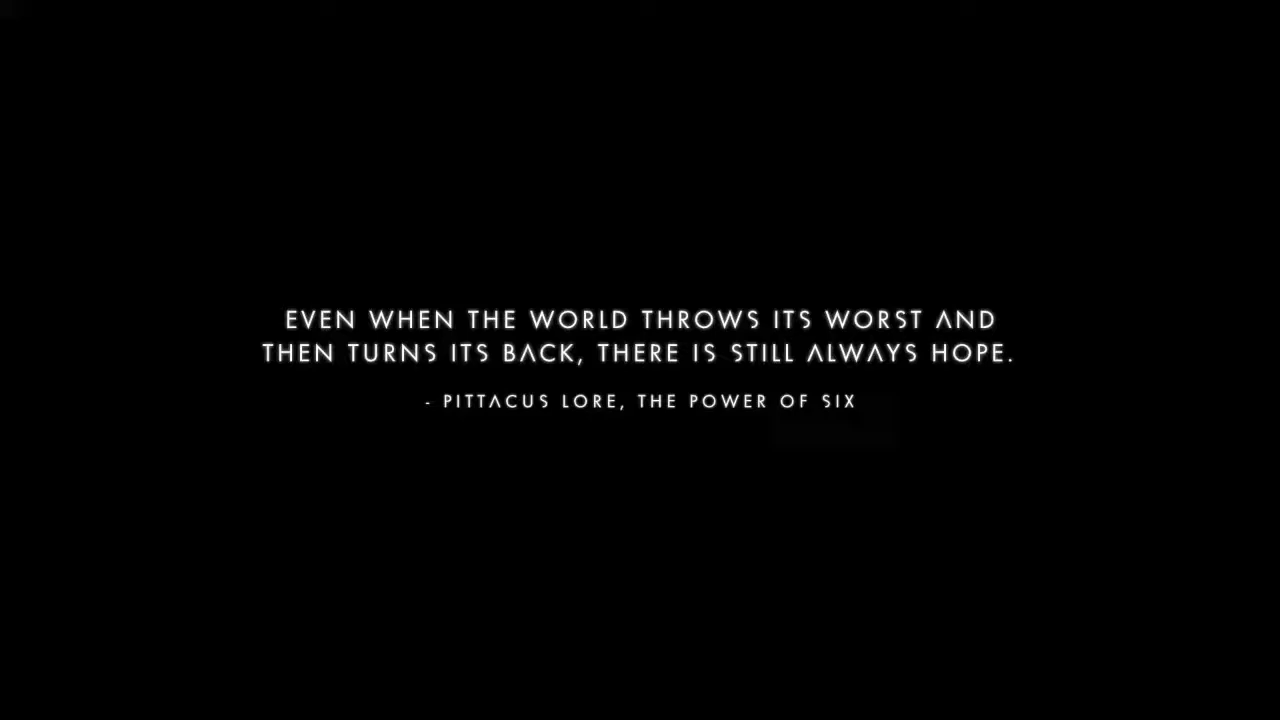 EVEN WHEN THE WORLD THROWS ITS WORST AND
THEN TURNS ITS BACK, THERE IS STILL ALWAYS HOPE.
- PITTACUS LORE, THE POWER OF SIX